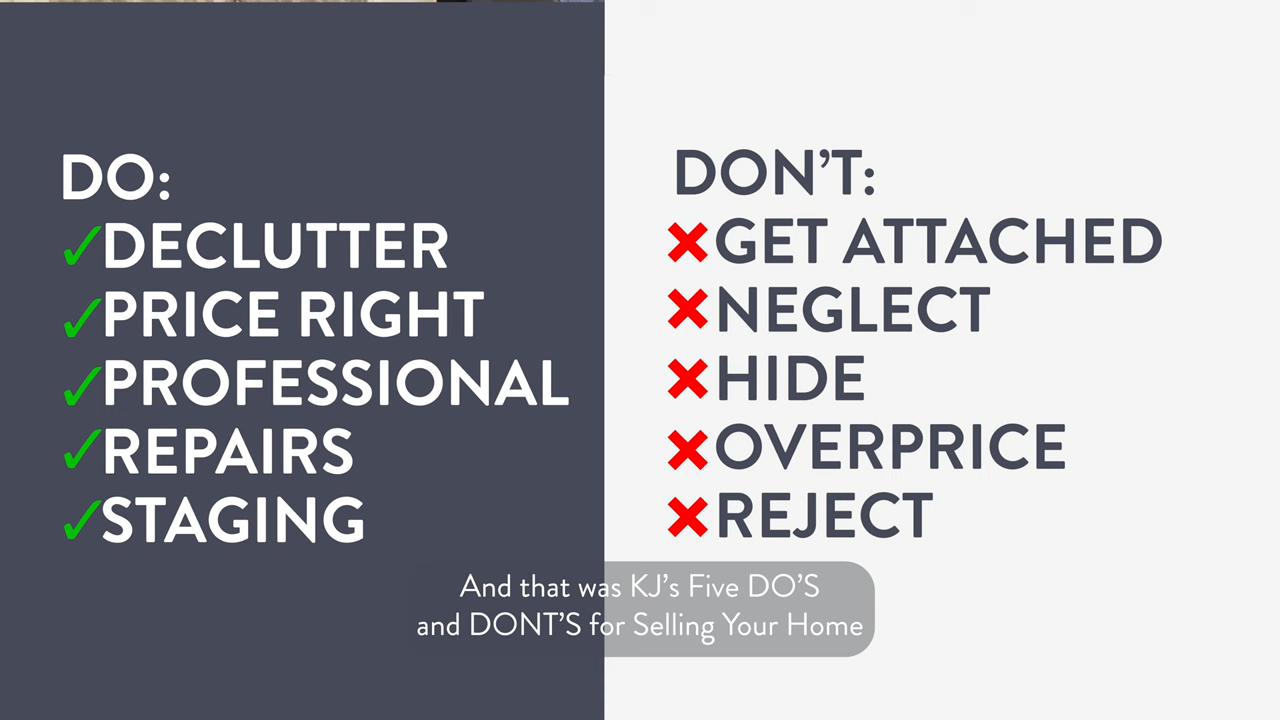 DO:
✓DECLUTTER
✓PRICE RIGHT
✓PROFESSIONAL
✓REPAIRS
✓STAGING
DON'T:
❌GET ATTACHED
❌NEGLECT
❌HIDE
❌OVERPRICE
❌REJECT
And that was KJ's Five DO'S
and DONT'S for Selling Your Home